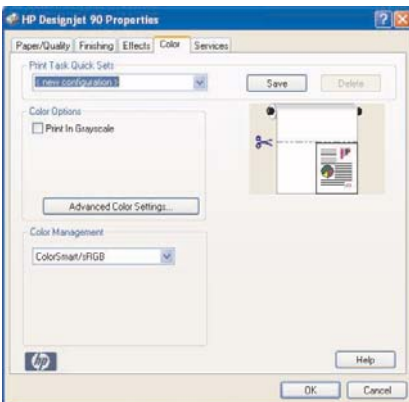 HP Designjet 90 Properties
Paper/Quality Finishing Effects Color Services
Print Task Quick Sets
< new configuration >
Save
Delete
Color Options
Print In Grayscale
Advanced Color Settings...
Color Management
ColorSmart/sRGB
hp
Help
OK
Cancel